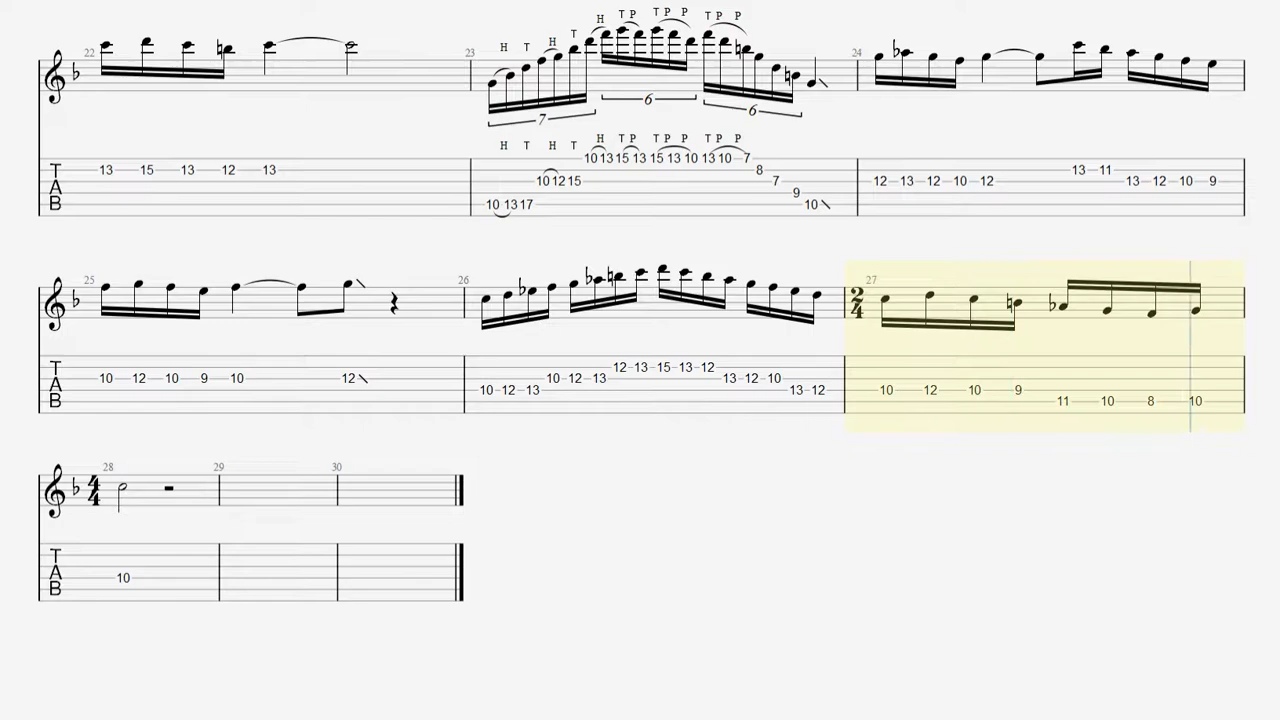 H T P T P P T P P
22 H T H T 23 24
7 6 6
H T H T H T P T P P T P P
T 10 13 15 13 15 13 10 13 10 7
13 15 13 12 13 8 13 11
A 10 12 15 7 12 13 12 10 12 13 12 10 9
9
B 10 13 17 10
25 26 27
2
4
T 12 13 15 13 12
10 12 10 9 10 12 10 12 13 13 12 10
A 10 12 13 13 12 10 12 10 9
B 11 10 8 10
28 29 30
4
4
T
A 10
B